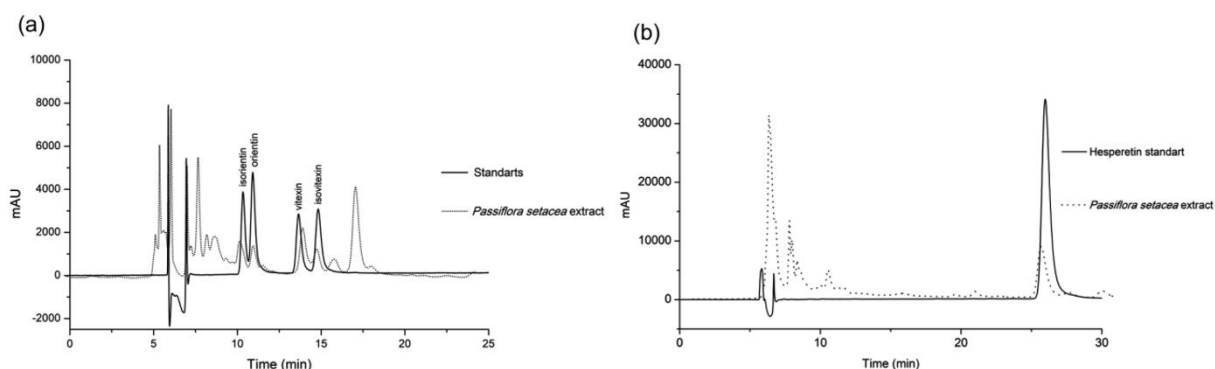 (a)
10000
8000
6000
4000
2000
0
-2000
mAU
0
5
10
15
20
25
Time (min)
isorientin
orientin
vitexin
isovitexin
Standarts
Passiflora setacea extract
(b)
40000
30000
20000
10000
0
mAU
0
10
20
30
Time (min)
Hesperetin standart
Passiflora setacea extract